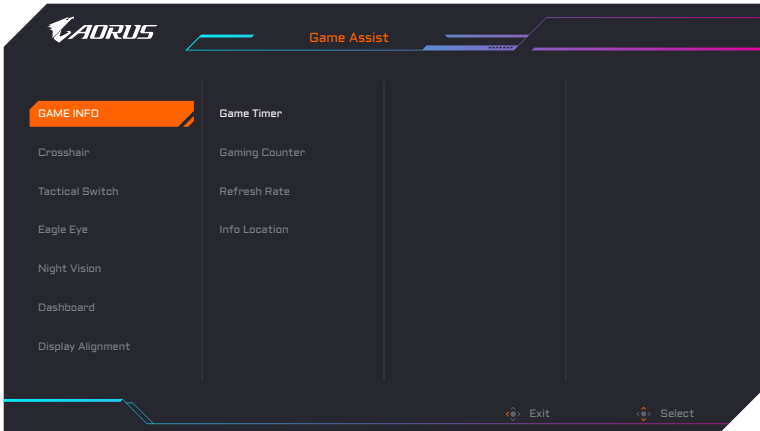 AORUS
Game Assist
GAME INFO
Crosshair
Tactical Switch
Eagle Eye
Night Vision
Dashboard
Display Alignment
Game Timer
Gaming Counter
Refresh Rate
Info Location
Exit
Select